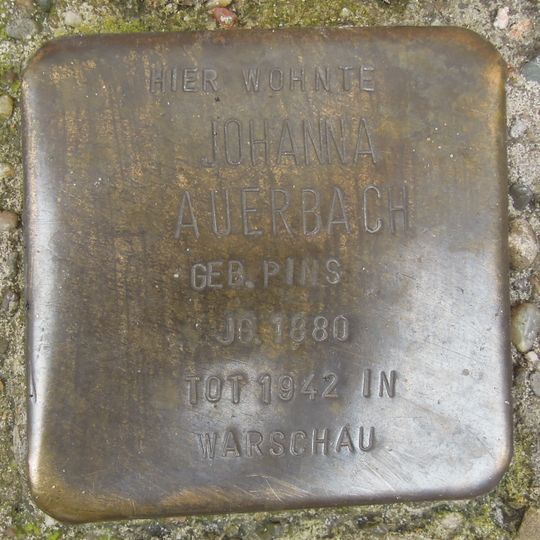 HIER WOHNTE
JOHANNA
AUERBACH
GEB. PINS
JG. 1880
TOT 1942 IN
WARSCHAU